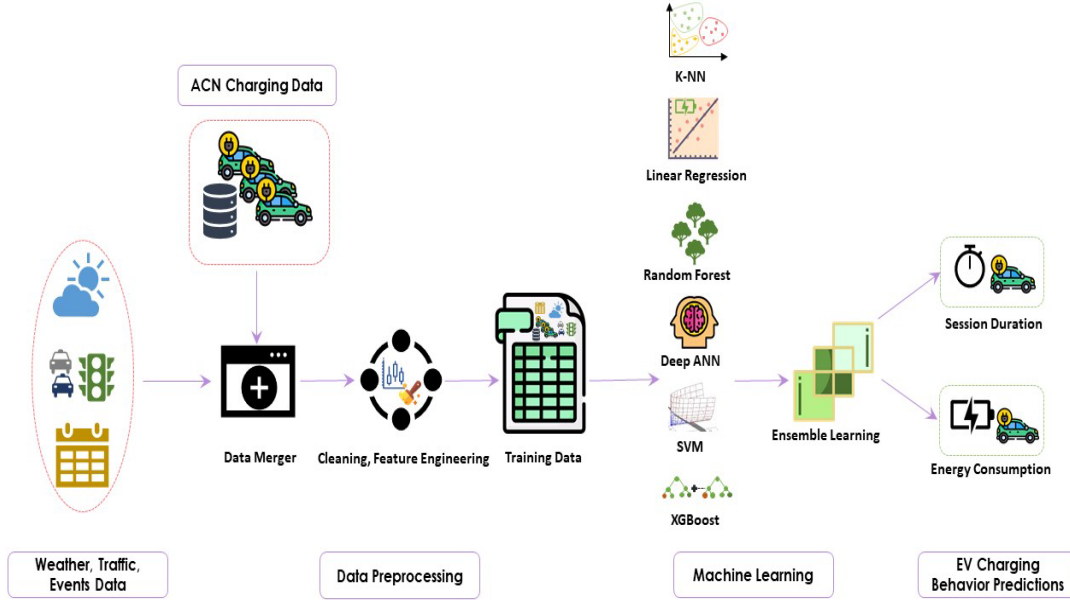 K-NN
ACN Charging Data
Linear Regression
Random Forest
Session Duration
Deep ANN
Ensemble Learning
SVM
Data Merger
Cleaning, Feature Engineering
Training Data
Energy Consumption
XGBoost
Weather, Traffic,
Events Data
Data Preprocessing
Machine Learning
EV Charging
Behavior Predictions